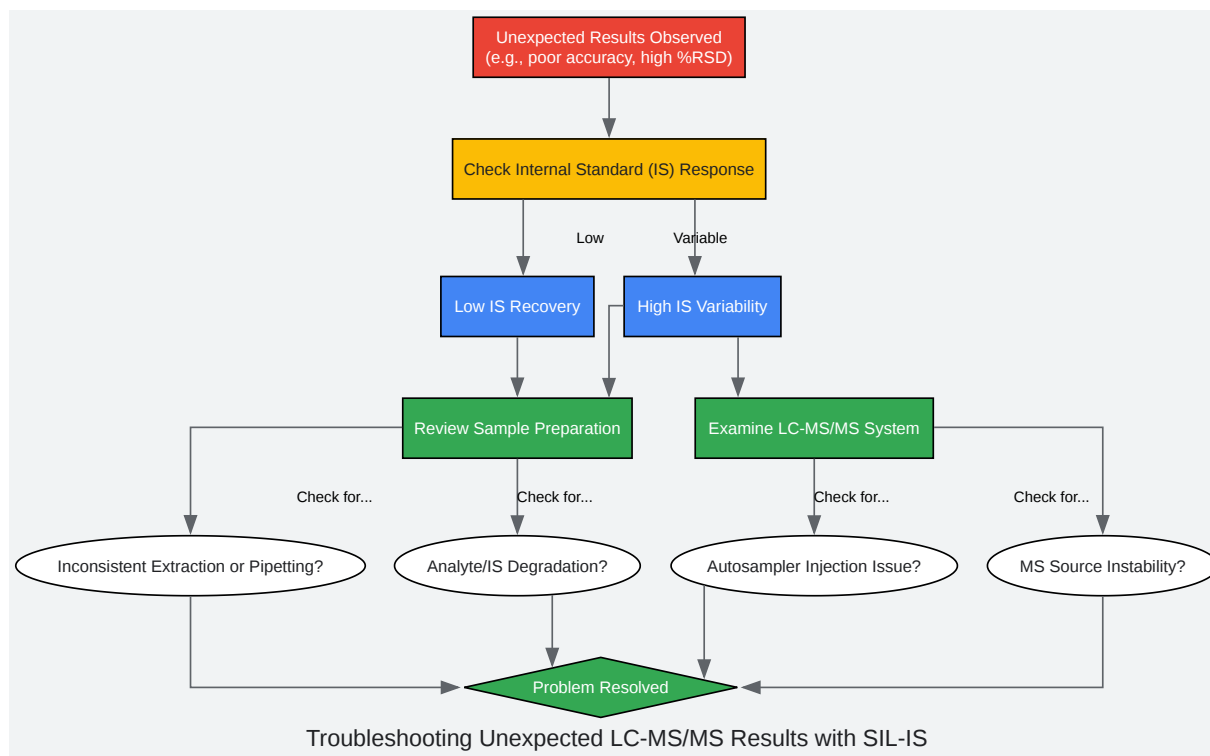 Unexpected Results Observed
(e.g., poor accuracy, high %RSD)
Check Internal Standard (IS) Response
Low
Variable
Low IS Recovery
High IS Variability
Review Sample Preparation
Examine LC-MS/MS System
Check for...
Check for...
Check for...
Check for...
Inconsistent Extraction or Pipetting?
Analyte/IS Degradation?
Autosampler Injection Issue?
MS Source Instability?
Problem Resolved
Troubleshooting Unexpected LC-MS/MS Results with SIL-IS